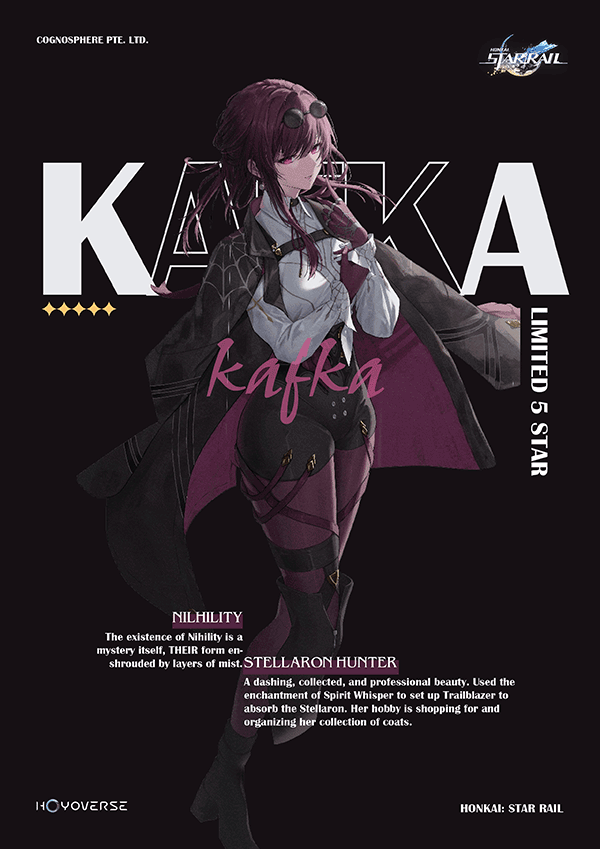 COGNOSPHERE PTE. LTD.
HONKAI
STAR RAIL
KAFKA
kafka
LIMITED 5 STAR
NILHILITY
The existence of Nihility is a
mystery itself, THEIR form en-
shrouded by layers of mist.
STELLARON HUNTER
A dashing, collected, and professional beauty. Used the
enchantment of Spirit Whisper to set up Trailblazer to
absorb the Stellaron. Her hobby is shopping for and
organizing her collection of coats.
HOYOVERSE
HONKAI: STAR RAIL